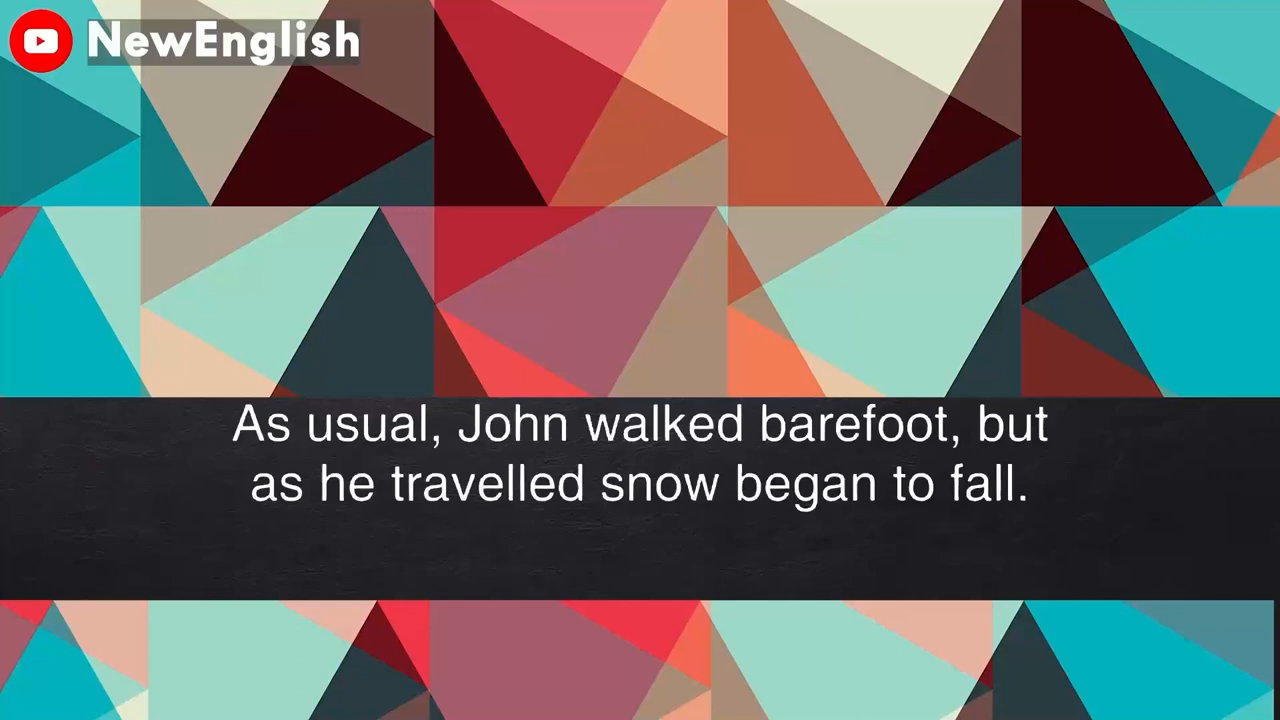 NewEnglish
As usual, John walked barefoot, but
as he travelled snow began to fall.